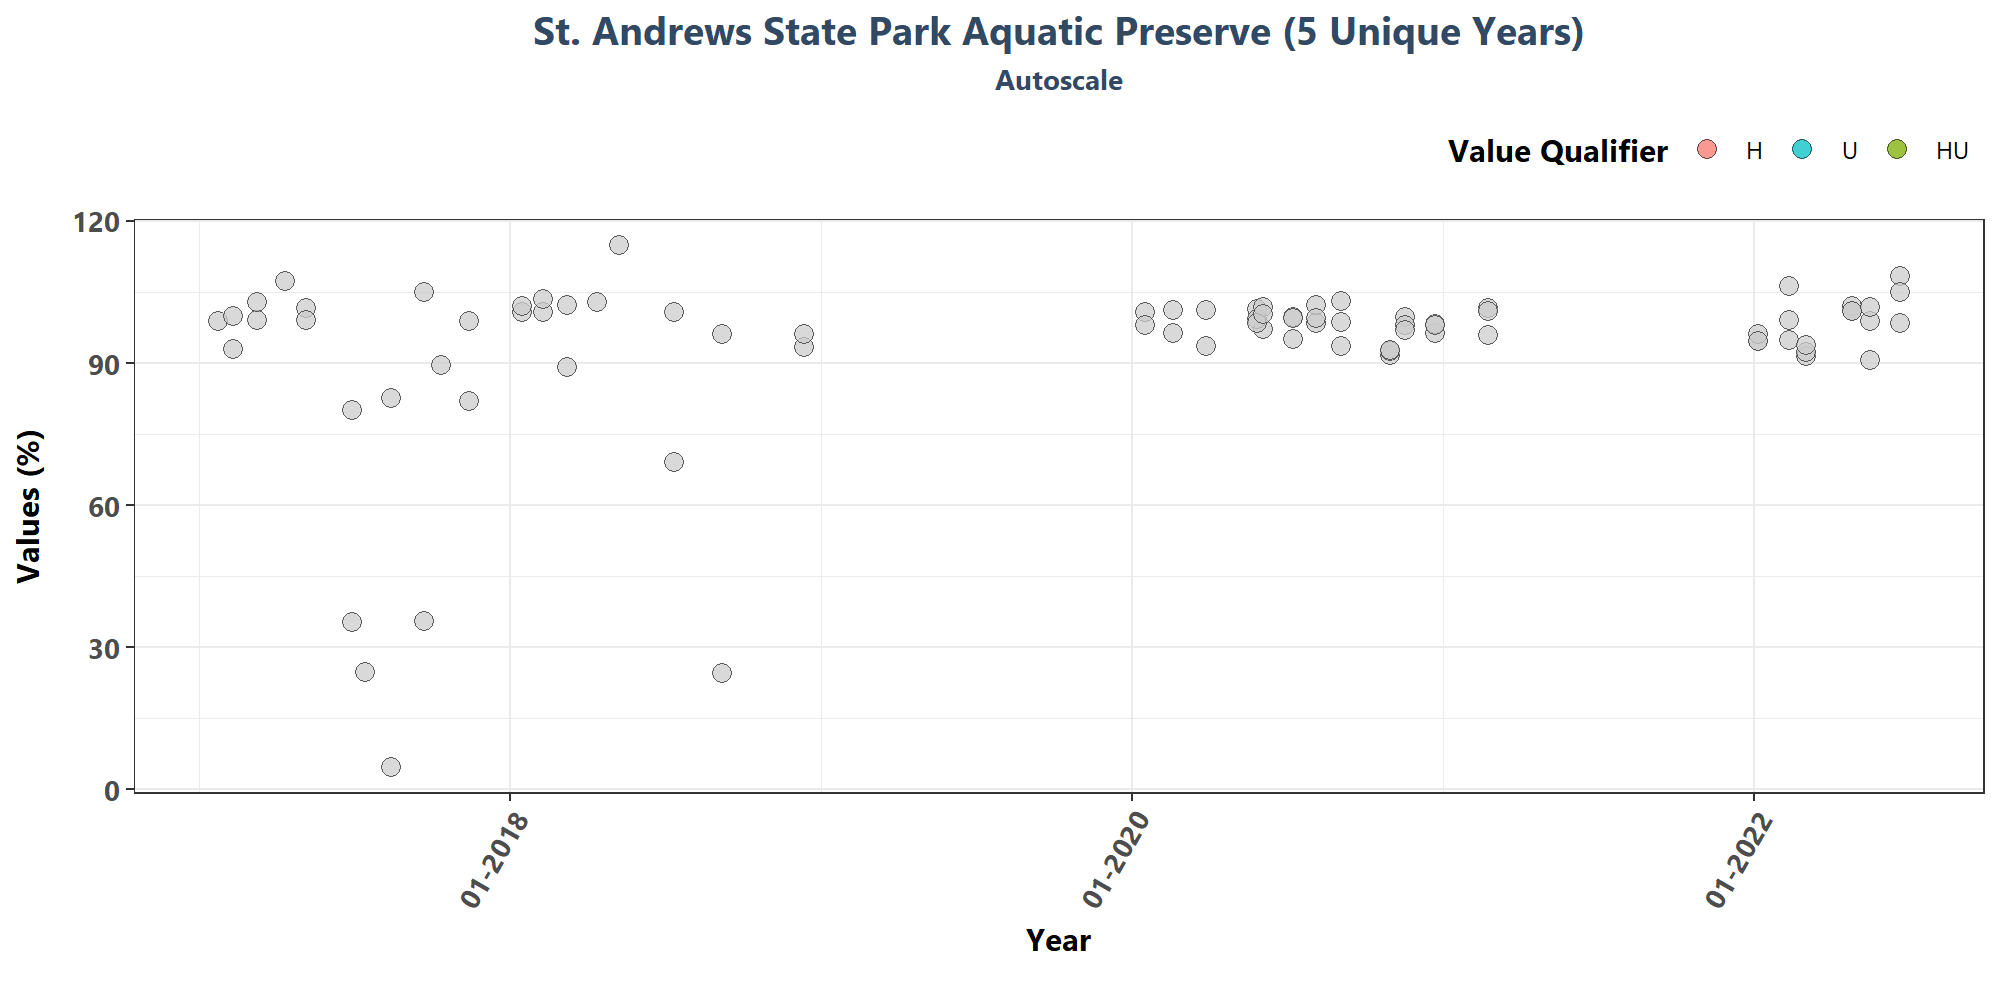 St. Andrews State Park Aquatic Preserve (5 Unique Years)
Autoscale
Value Qualifier H U HU
120
90
60
30
0
Values (%)
01-2018
01-2020
01-2022
Year